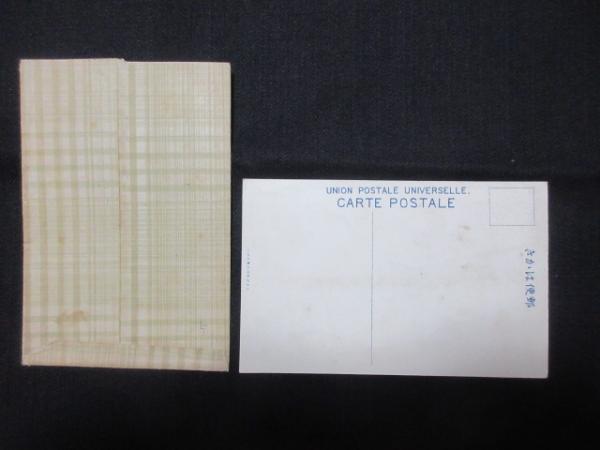 UNION POSTALE UNIVERSELLE.
CARTE POSTALE
きかは便郵